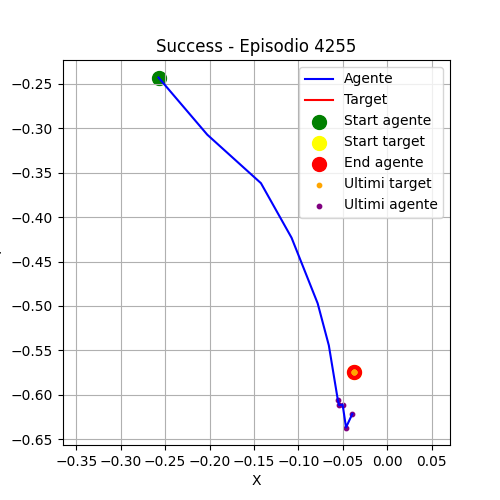 Success - Episodio 4255
Agente
Target
Start agente
Start target
End agente
Ultimi target
Ultimi agente
−0.25
−0.30
−0.35
−0.40
−0.45
−0.50
−0.55
−0.60
−0.65
−0.35 −0.30 −0.25 −0.20 −0.15 −0.10 −0.05 0.00 0.05
X